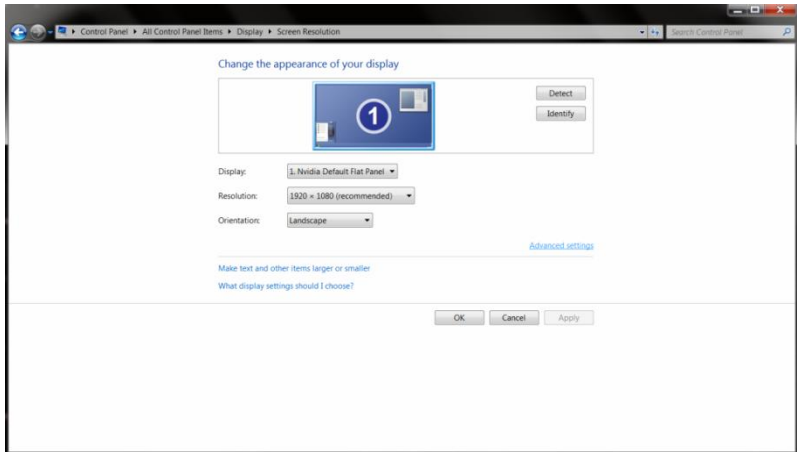 Control Panel ▸ All Control Panel Items ▸ Display ▸ Screen Resolution
Search Control Panel
Change the appearance of your display
1
Detect
Identify
Display: 1. Nvidia Default Flat Panel
Resolution: 1920 × 1080 (recommended)
Orientation: Landscape
Advanced settings
Make text and other items larger or smaller
What display settings should I choose?
OK Cancel Apply